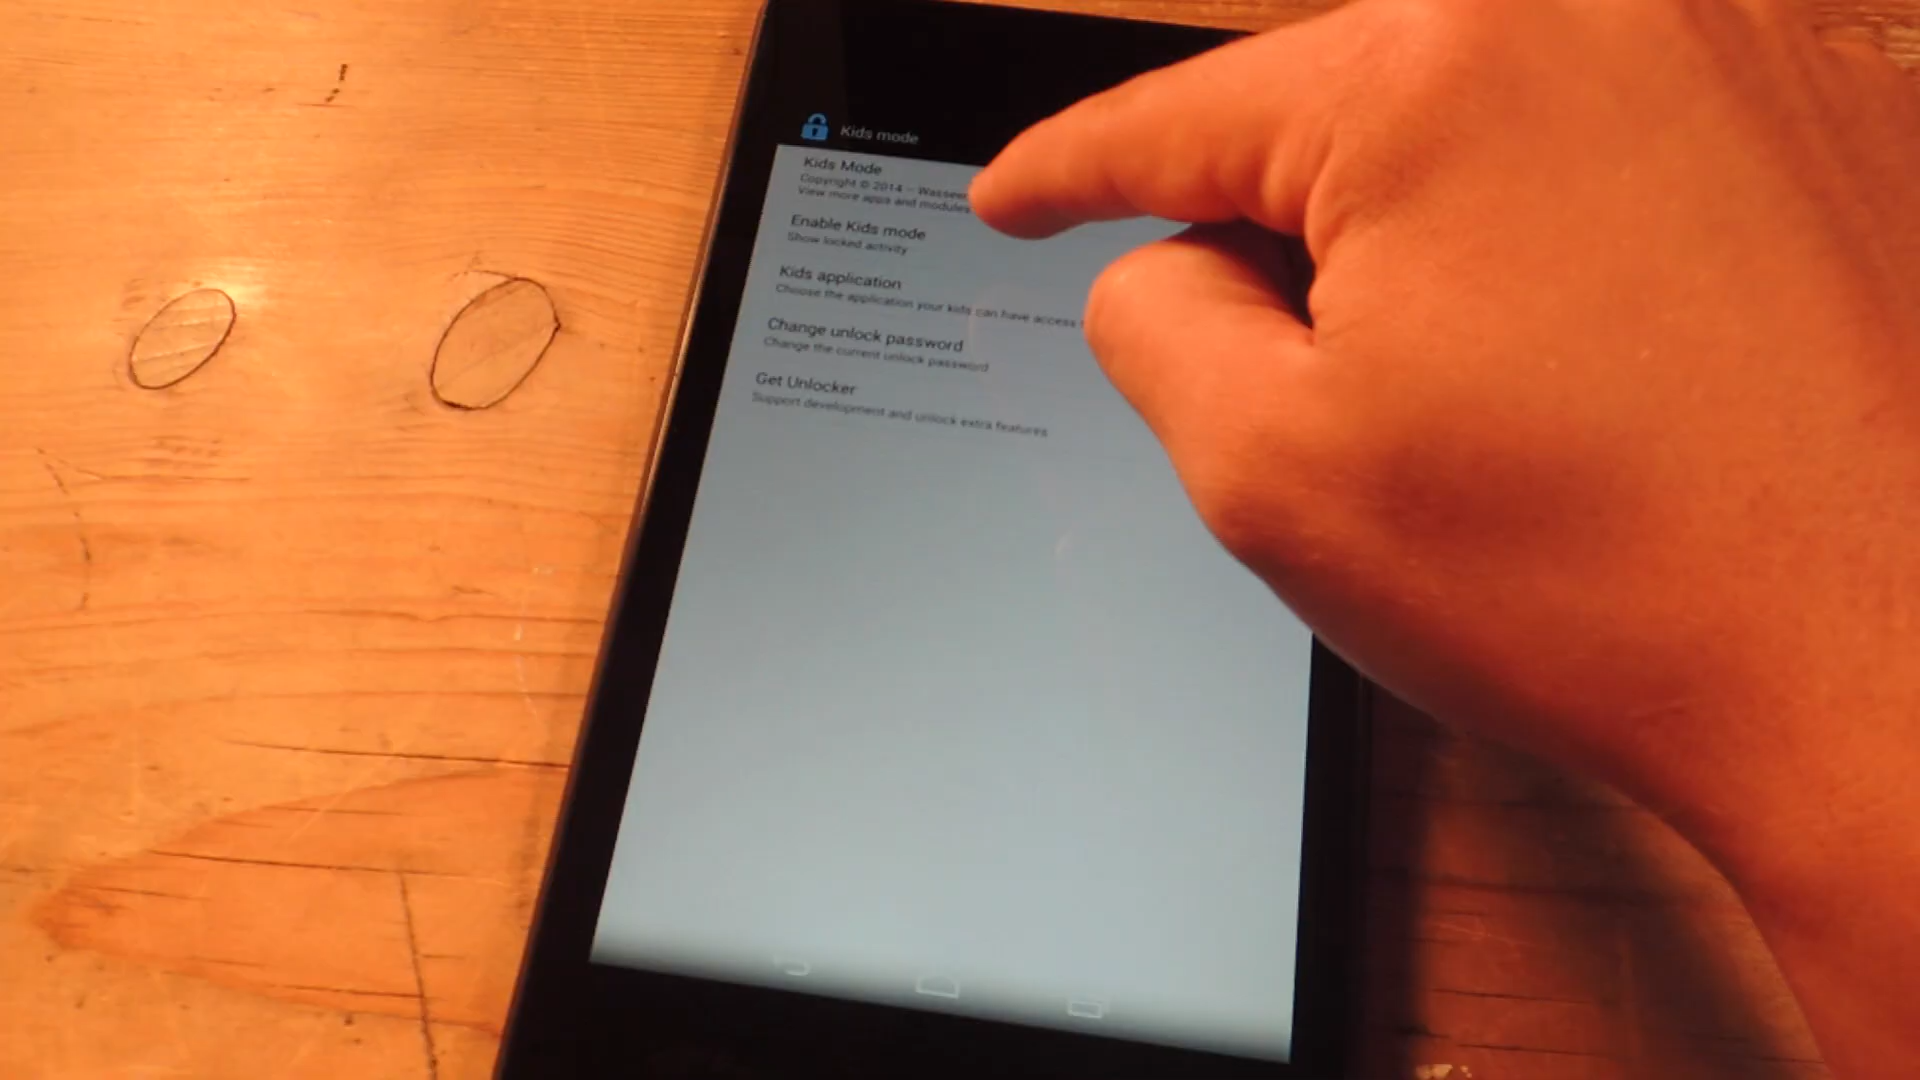 Kids mode
Kids Mode
Copyright © 2014 –
View more apps and modules
Enable Kids mode
Show locked activity
Kids application
Choose the application your kids can have access
Change unlock password
Change the current unlock password
Get Unlocker
Support development and unlock extra features